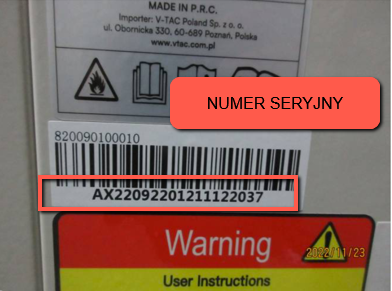 MADE IN P.R.C.
Importer: V-TAC Poland Sp. z o. o.
ul. Obornicka 330, 60-689 Poznań, Polska
www.vtac.com.pl
NUMER SERYJNY
820090100010
AX22092201211122037
Warning
2022/11/23
User Instructions